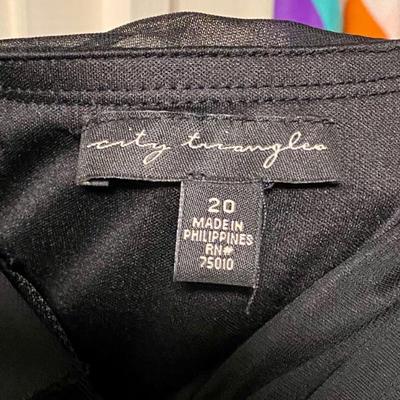 city triangles
20
MADE IN
PHILIPPINES
RN#
75010